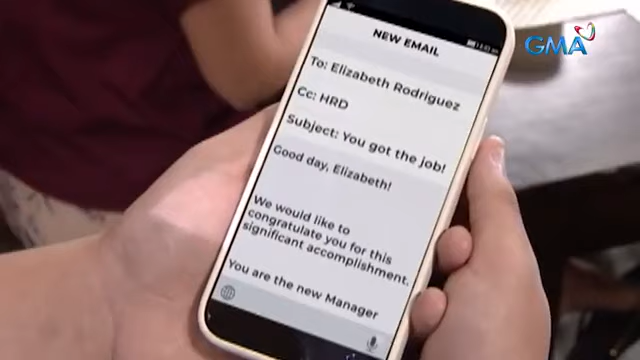 GMA
NEW EMAIL
To: Elizabeth Rodriguez
Cc: HRD
Subject: You got the job!
Good day, Elizabeth!
We would like to
congratulate you for this
significant accomplishment.
You are the new Manager